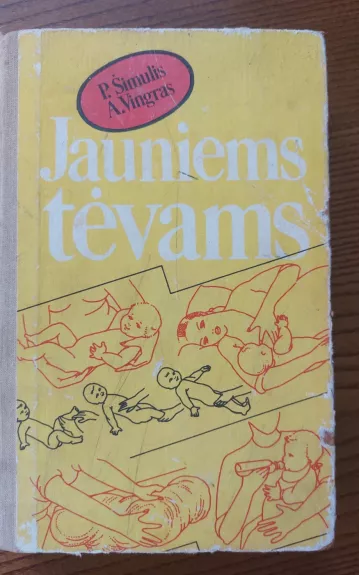 P. Šimulis
A. Vingras
Jauniems
tėvams